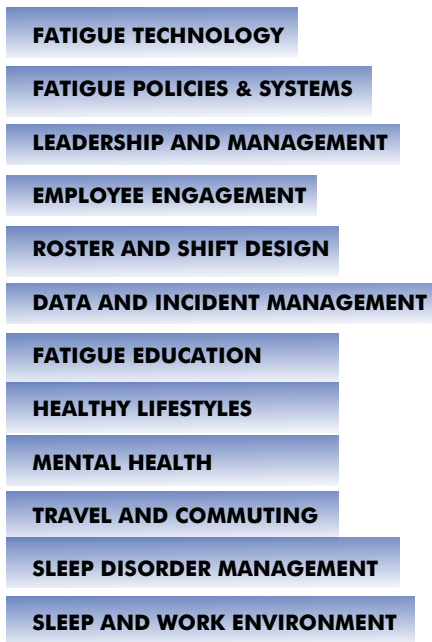 FATIGUE TECHNOLOGY
FATIGUE POLICIES & SYSTEMS
LEADERSHIP AND MANAGEMENT
EMPLOYEE ENGAGEMENT
ROSTER AND SHIFT DESIGN
DATA AND INCIDENT MANAGEMENT
FATIGUE EDUCATION
HEALTHY LIFESTYLES
MENTAL HEALTH
TRAVEL AND COMMUTING
SLEEP DISORDER MANAGEMENT
SLEEP AND WORK ENVIRONMENT